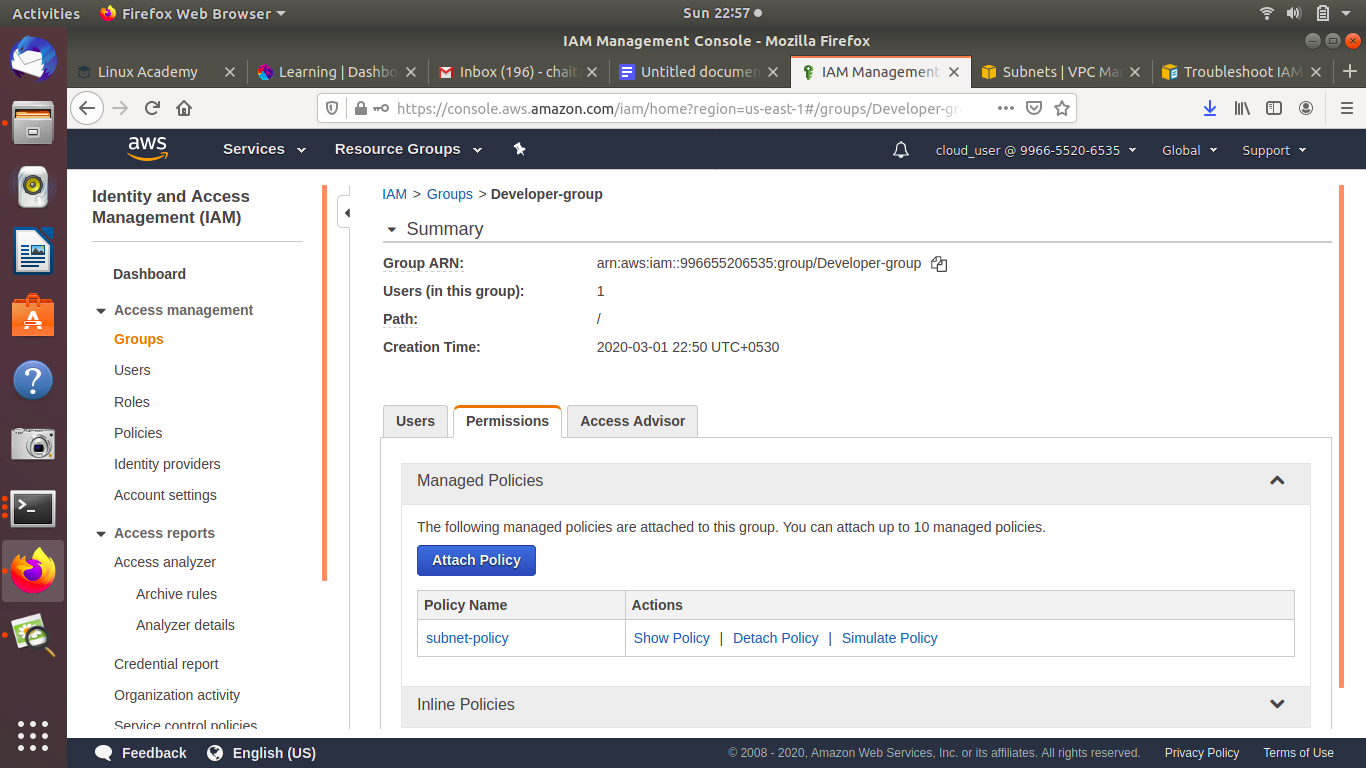 Activities Firefox Web Browser Sun 22:57
IAM Management Console - Mozilla Firefox
Linux Academy Learning | Dashbo Inbox (196) - chait Untitled documen IAM Management Subnets | VPC Ma Troubleshoot IAM
https://console.aws.amazon.com/iam/home?region=us-east-1#/groups/Developer-gr
aws Services Resource Groups cloud_user @ 9966-5520-6535 Global Support
Identity and Access
Management (IAM)
Dashboard
Access management
Groups
Users
Roles
Policies
Identity providers
Account settings
Access reports
Access analyzer
Archive rules
Analyzer details
Credential report
Organization activity
Service control policies
IAM > Groups > Developer-group
Summary
Group ARN: arn:aws:iam::996655206535:group/Developer-group
Users (in this group): 1
Path: /
Creation Time: 2020-03-01 22:50 UTC+0530
Users Permissions Access Advisor
Managed Policies
The following managed policies are attached to this group. You can attach up to 10 managed policies.
Attach Policy
Policy Name Actions
subnet-policy Show Policy | Detach Policy | Simulate Policy
Inline Policies
Feedback English (US) © 2008 - 2020, Amazon Web Services, Inc. or its affiliates. All rights reserved. Privacy Policy Terms of Use